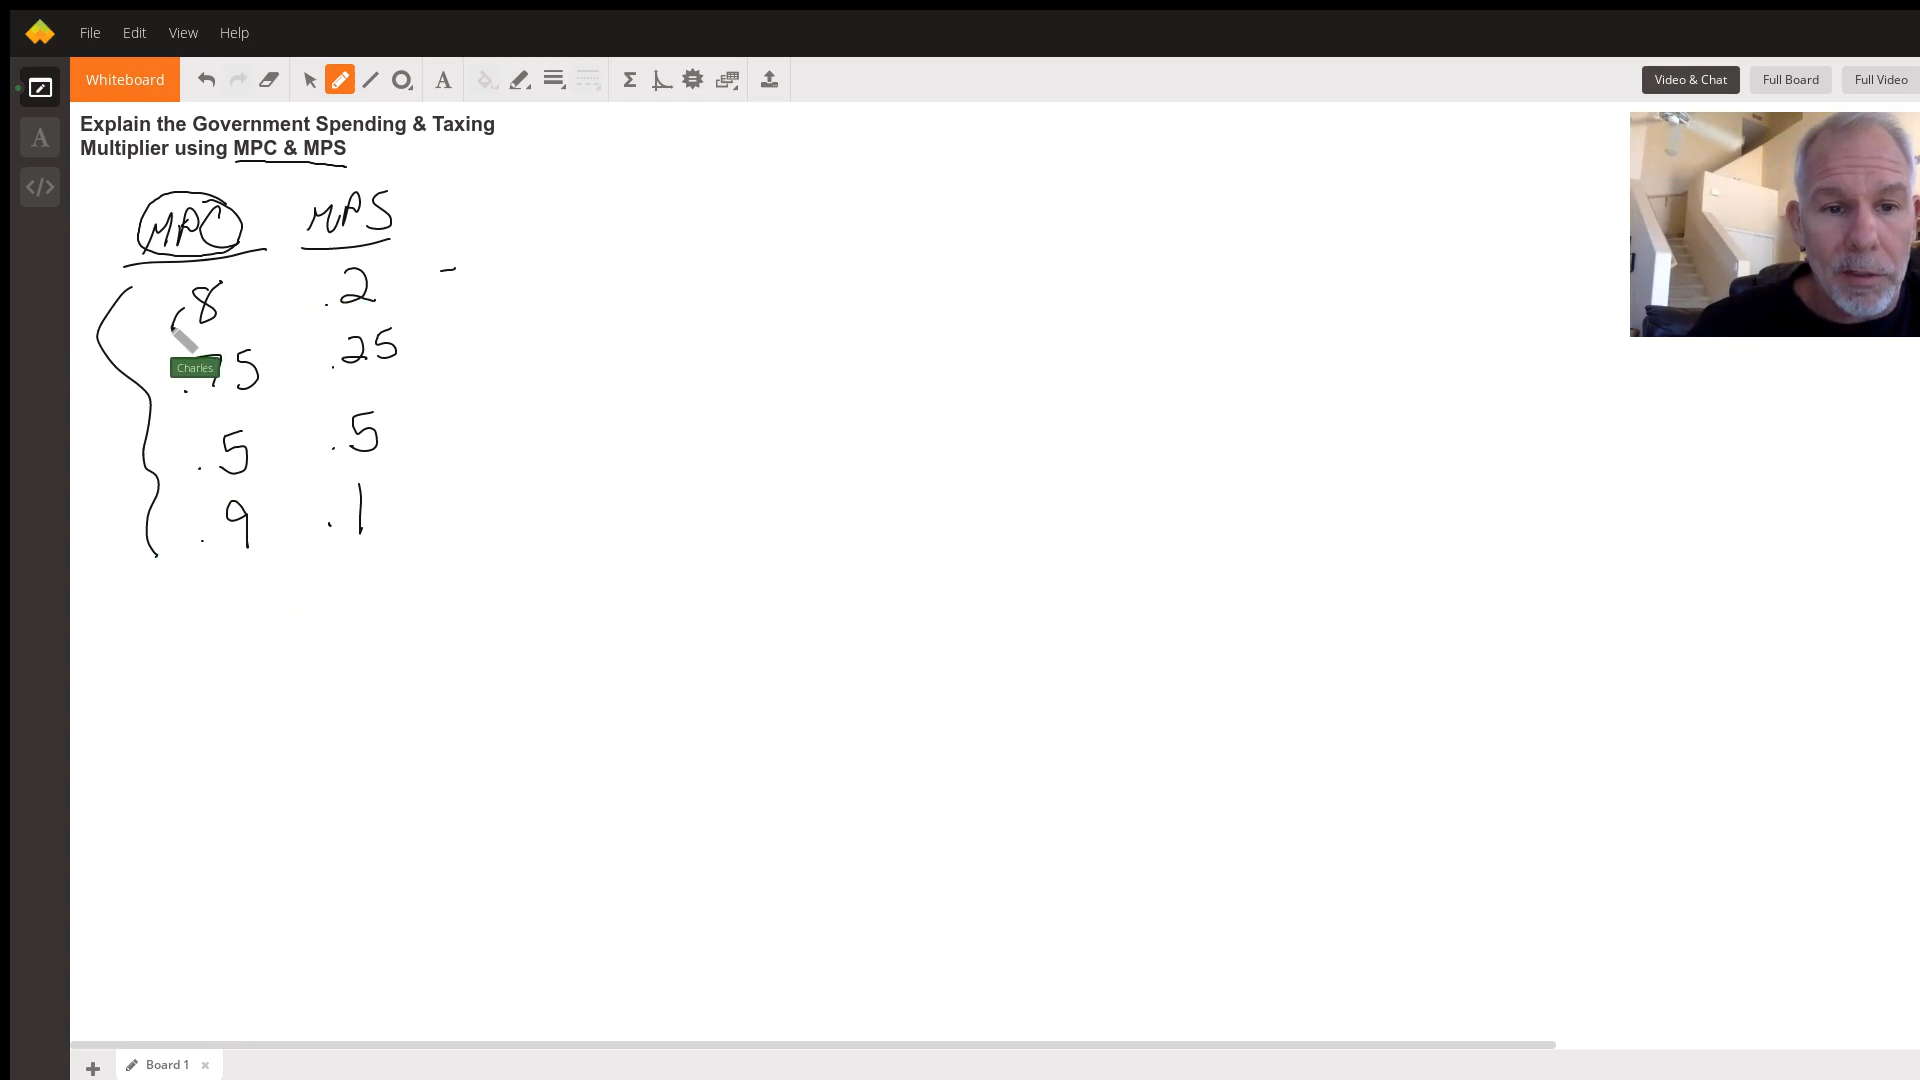 File Edit View Help
Whiteboard A Σ Video & Chat Full Board Full Video
A
Explain the Government Spending & Taxing
Multiplier using MPC & MPS
MPC MPS
.8 .2 -
Charles
.75 .25
.5 .5
.9 .1
+ Board 1 ×